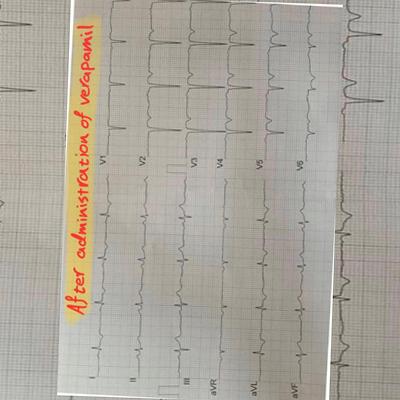 After administration of verapamil
I
II
III
aVR
aVL
aVF
V1
V2
V3
V4
V5
V6